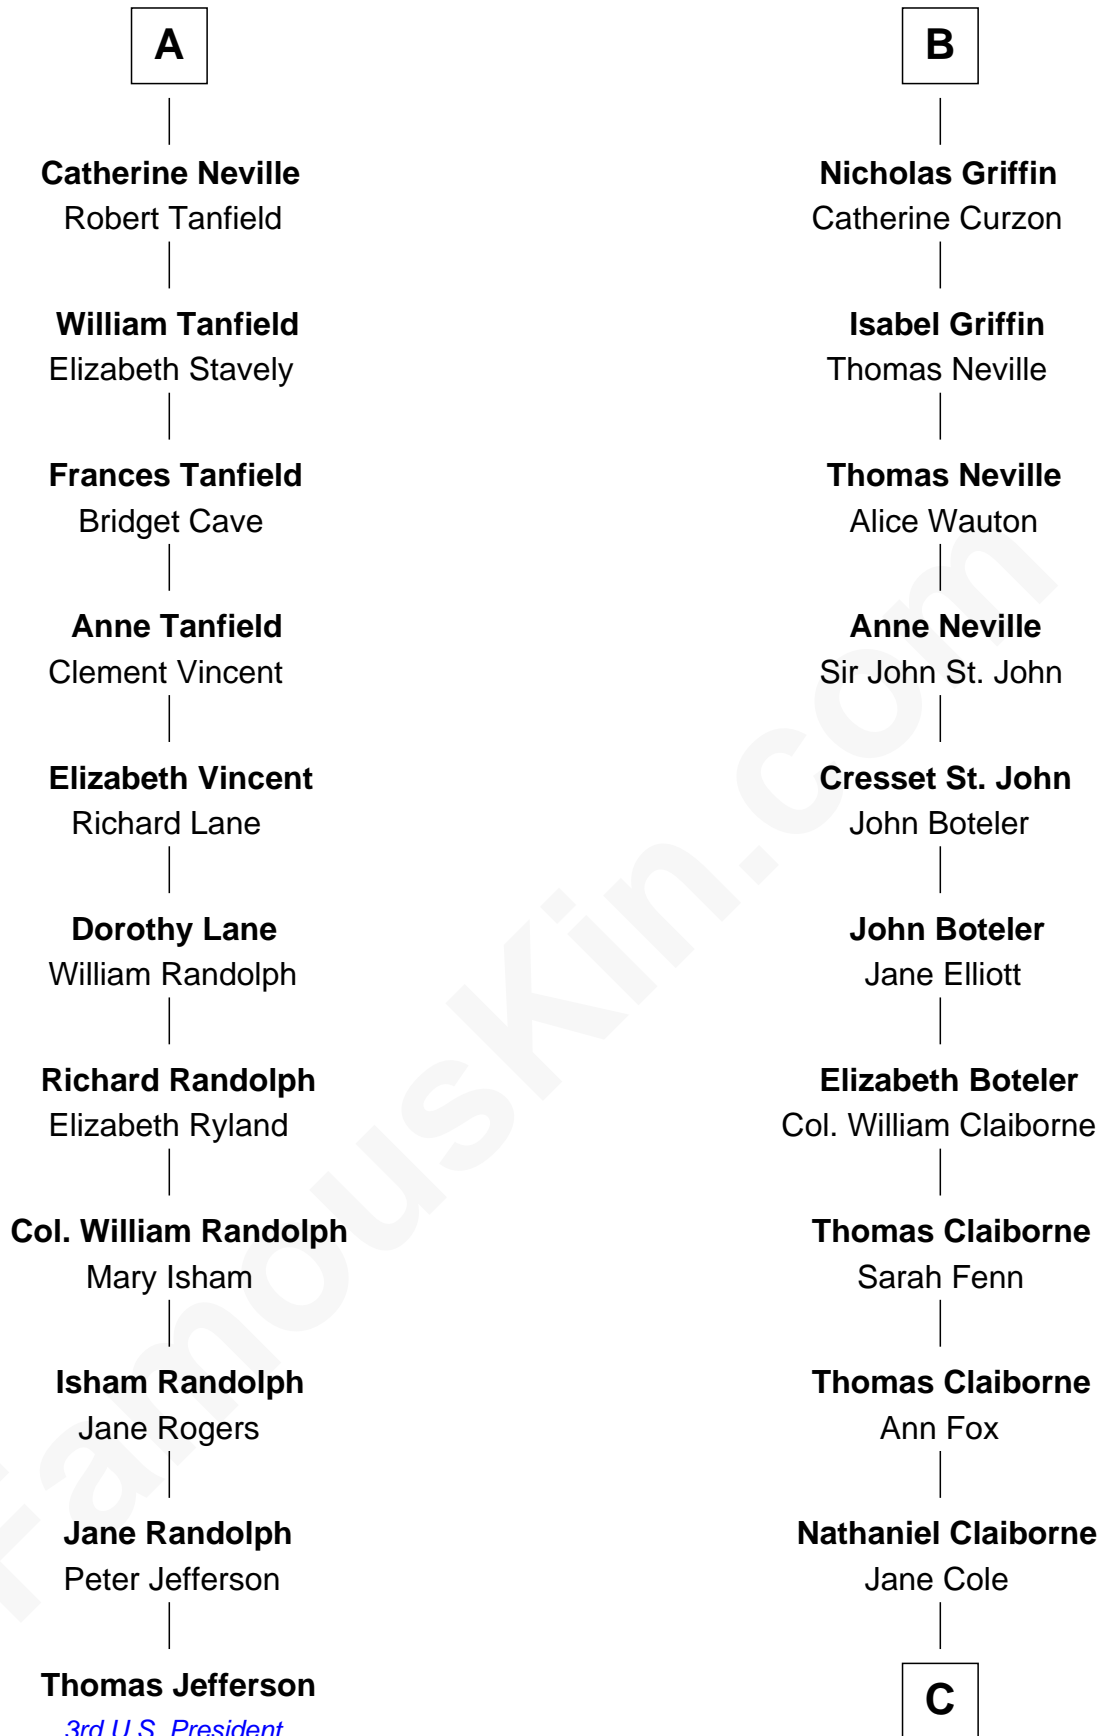 A
Catherine Neville
Robert Tanfield
William Tanfield
Elizabeth Stavely
Frances Tanfield
Bridget Cave
Anne Tanfield
Clement Vincent
Elizabeth Vincent
Richard Lane
Dorothy Lane
William Randolph
Richard Randolph
Elizabeth Ryland
Col. William Randolph
Mary Isham
Isham Randolph
Jane Rogers
Jane Randolph
Peter Jefferson
Thomas Jefferson
3rd U.S. President
B
Nicholas Griffin
Catherine Curzon
Isabel Griffin
Thomas Neville
Thomas Neville
Alice Wauton
Anne Neville
Sir John St. John
Cresset St. John
John Boteler
John Boteler
Jane Elliott
Elizabeth Boteler
Col. William Claiborne
Thomas Claiborne
Sarah Fenn
Thomas Claiborne
Ann Fox
Nathaniel Claiborne
Jane Cole
C
FamousKin.com